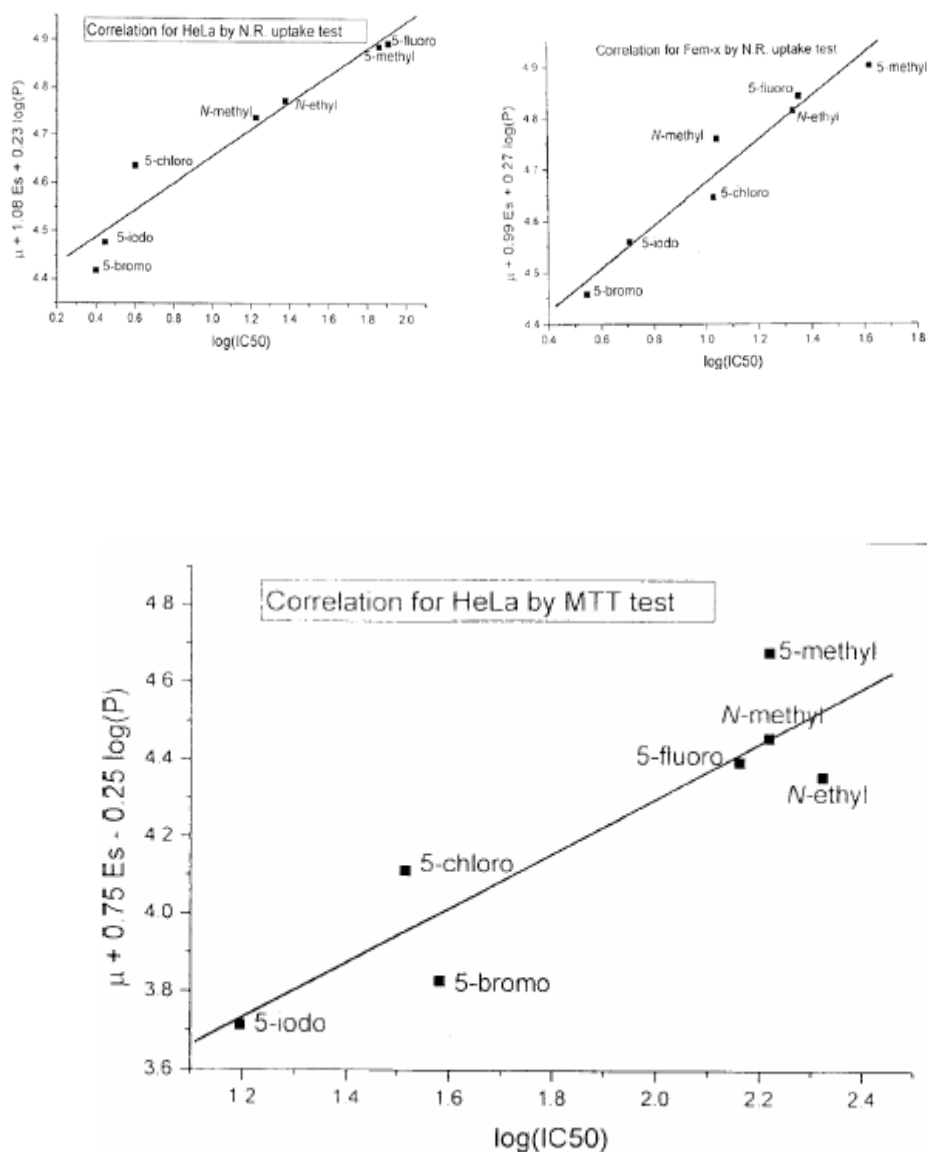 Correlation for HeLa by N.R. uptake test
μ + 1.08 Es + 0.23 log(P)
4.9
4.8
4.7
4.6
4.5
4.4
5-fluoro
5-methyl
N-methyl
N-ethyl
5-chloro
5-iodo
5-bromo
0.2 0.4 0.6 0.8 1.0 1.2 1.4 1.6 1.8 2.0
log(IC50)
Correlation for Fem-x by N.R. uptake test
μ + 0.99 Es + 0.27 log(P)
4.9
4.8
4.7
4.6
4.5
4.4
5-methyl
5-fluoro
N-ethyl
N-methyl
5-chloro
5-iodo
5-bromo
0.4 0.6 0.8 1.0 1.2 1.4 1.6 1.8
log(IC50)
Correlation for HeLa by MTT test
μ + 0.75 Es - 0.25 log(P)
4 8
4 6
4.4
4 2
4.0
3.8
3.6
5-methyl
N-methyl
5-fluoro
N-ethyl
5-chloro
5-bromo
5-iodo
1 2 1 4 1.6 1.8 2.0 2.2 2.4
log(IC50)